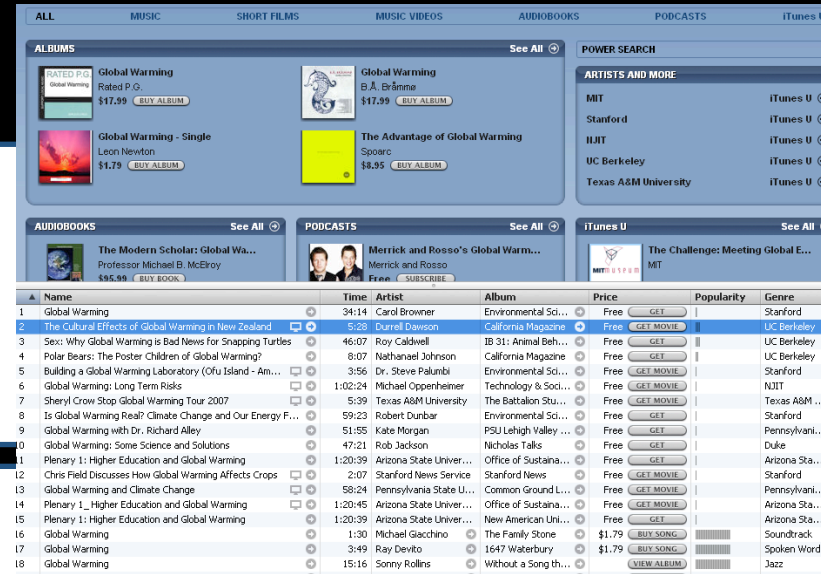 ALL MUSIC SHORT FILMS MUSIC VIDEOS AUDIOBOOKS PODCASTS iTunes
ALBUMS See All
RATED P.G.
Global Warming
Global Warming
Rated P.G.
$17.99 BUY ALBUM
Global Warming
B.Å. Bråmmø
$17.99 BUY ALBUM
Global Warming - Single
Leon Newton
$1.79 BUY ALBUM
The Advantage of Global Warming
Spoarc
$8.95 BUY ALBUM
POWER SEARCH
ARTISTS AND MORE
MIT iTunes U
Stanford iTunes U
NJIT iTunes U
UC Berkeley iTunes U
Texas A&M University iTunes U
AUDIOBOOKS See All
The Modern Scholar: Global Wa...
Professor Michael B. McElroy
$95.99 BUY BOOK
PODCASTS See All
Merrick and Rosso's Global Warm...
Merrick and Rosso
Free SUBSCRIBE
iTunes U See All
MIT museum
The Challenge: Meeting Global E...
MIT
Name Time Artist Album Price Popularity Genre
1 Global Warming 34:14 Carol Browner Environmental Sci... Free GET Stanford
2 The Cultural Effects of Global Warming in New Zealand 5:28 Durrell Dawson California Magazine Free GET MOVIE UC Berkeley
3 Sex: Why Global Warming is Bad News for Snapping Turtles 46:07 Roy Caldwell IB 31: Animal Beh... Free GET UC Berkeley
4 Polar Bears: The Poster Children of Global Warming? 8:07 Nathanael Johnson California Magazine Free GET UC Berkeley
5 Building a Global Warming Laboratory (Ofu Island - Am... 3:56 Dr. Steve Palumbi Environmental Sci... Free GET MOVIE Stanford
6 Global Warming: Long Term Risks 1:02:24 Michael Oppenheimer Technology & Soci... Free GET MOVIE NJIT
7 Sheryl Crow Stop Global Warming Tour 2007 5:39 Texas A&M University The Battalion Stu... Free GET MOVIE Texas A&M ..
8 Is Global Warming Real? Climate Change and Our Energy F... 59:23 Robert Dunbar Environmental Sci... Free GET Stanford
9 Global Warming with Dr. Richard Alley 51:55 Kate Morgan PSU Lehigh Valley ... Free GET Pennsylvani..
10 Global Warming: Some Science and Solutions 47:21 Rob Jackson Nicholas Talks Free GET Duke
11 Plenary 1: Higher Education and Global Warming 1:20:39 Arizona State Univer... Office of Sustaina... Free GET Arizona Sta..
12 Chris Field Discusses How Global Warming Affects Crops 2:07 Stanford News Service Stanford News Free GET MOVIE Stanford
13 Global Warming and Climate Change 58:24 Pennsylvania State U... Common Ground L... Free GET MOVIE Pennsylvani..
14 Plenary 1_ Higher Education and Global Warming 1:20:45 Arizona State Univer... Office of Sustaina... Free GET MOVIE Arizona Sta..
15 Plenary 1: Higher Education and Global Warming 1:20:39 Arizona State Univer... New American Uni... Free GET Arizona Sta..
16 Global Warming 1:30 Michael Giacchino The Family Stone $1.79 BUY SONG Soundtrack
17 Global Warming 3:49 Ray Devito 1647 Waterbury $1.79 BUY SONG Spoken Word
18 Global Warming 15:16 Sonny Rollins Without a Song th... VIEW ALBUM Jazz